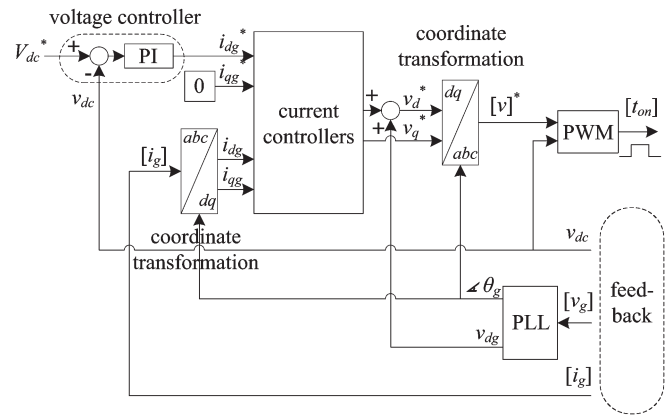 voltage controller
V_dc^* + - PI i_dg^*
0 i_qg^*
v_dc
coordinate
transformation
current
controllers
+ v_d^*
+ v_q^*
dq
abc
[v]^*
PWM
[t_on]
[i_g]
abc
dq
i_dg
i_qg
coordinate
transformation
v_dc
∡ θ_g
PLL
[v_g]
v_dg
feed-
back
[i_g]